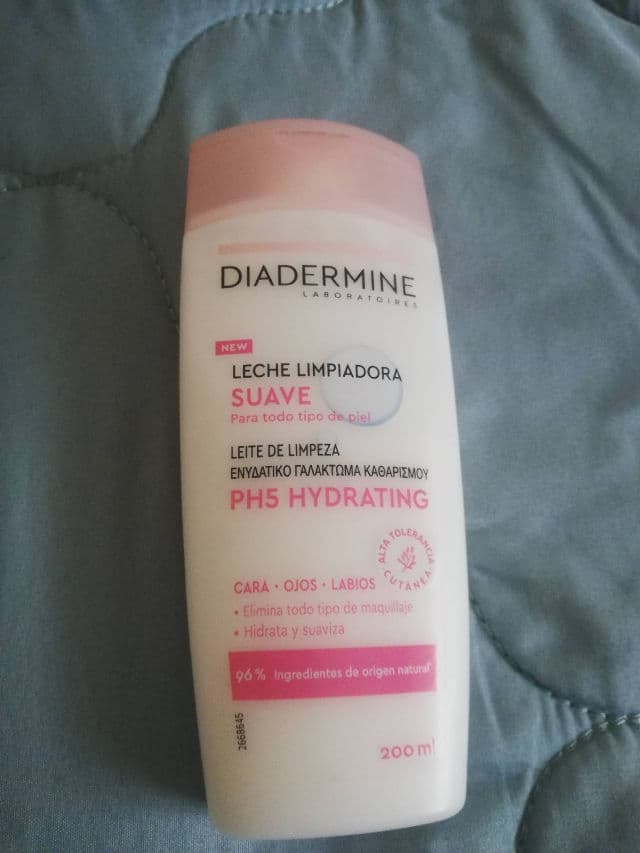 DIADERMINE
LABORATOIRES
NEW
LECHE LIMPIADORA
SUAVE
Para todo tipo de piel
LEITE DE LIMPEZA
ΕΝΥΔΑΤΙΚΟ ΓΑΛΑΚΤΩΜΑ ΚΑΘΑΡΙΣΜΟΥ
PH5 HYDRATING
ALTA TOLERANCIA
CUTÁNEA
CARA · OJOS · LABIOS
• Elimina todo tipo de maquillaje
• Hidrata y suaviza
96% Ingredientes de origen natural*
2668645
200 ml